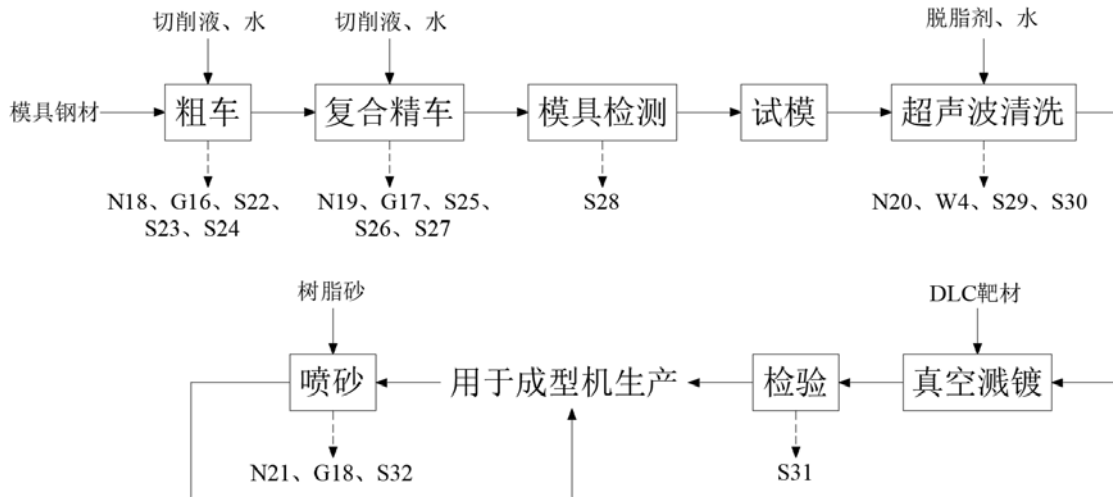 切削液、水
切削液、水
脱脂剂、水
模具钢材
粗车
复合精车
模具检测
试模
超声波清洗
N18、G16、S22、
S23、S24
N19、G17、S25、
S26、S27
S28
N20、W4、S29、S30
树脂砂
DLC靶材
喷砂
用于成型机生产
检验
真空溅镀
N21、G18、S32
S31